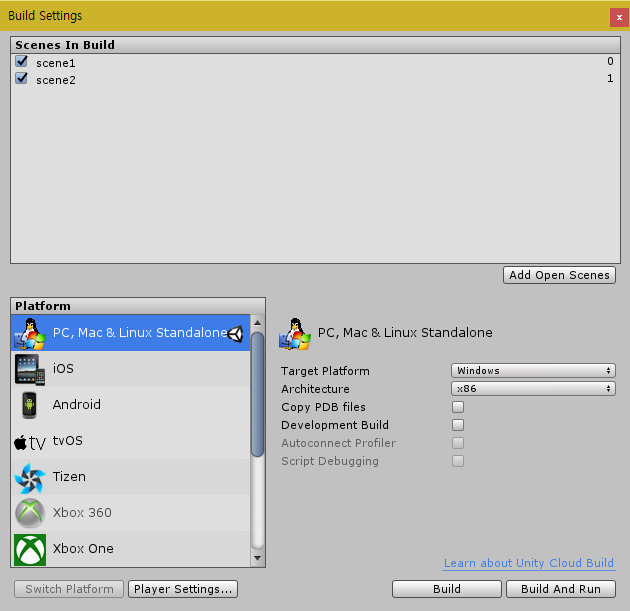 Build Settings
x
Scenes In Build
scene1 0
scene2 1
Add Open Scenes
Platform
PC, Mac & Linux Standalone
iOS
Android
tv tvOS
Tizen
Xbox 360
Xbox One
PC, Mac & Linux Standalone
Target Platform Windows
Architecture x86
Copy PDB files
Development Build
Autoconnect Profiler
Script Debugging
Learn about Unity Cloud Build
Switch Platform Player Settings... Build Build And Run